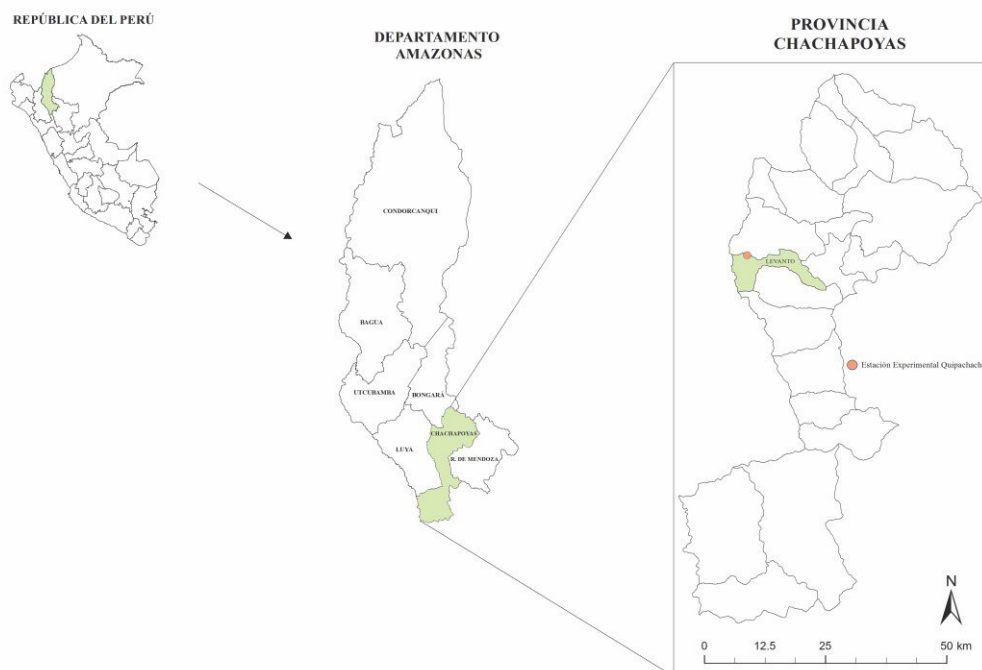 REPÚBLICA DEL PERÚ
DEPARTAMENTO
AMAZONAS
CONDORCANQUI
BAGUA
UTCUBAMBA
BONGARÁ
CHACHAPOYAS
LUYA
R. DE MENDOZA
PROVINCIA
CHACHAPOYAS
LEVANTO
Estación Experimental Quipachach
N
0 12.5 25 50 km